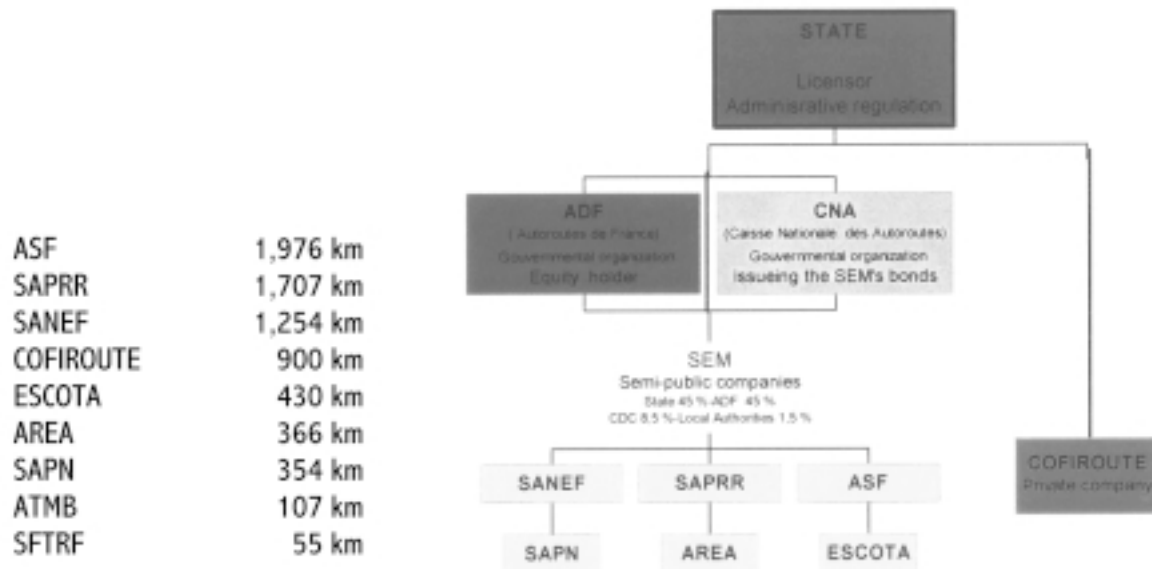 ASF 1,976 km
SAPRR 1,707 km
SANEF 1,254 km
COFIROUTE 900 km
ESCOTA 430 km
AREA 366 km
SAPN 354 km
ATMB 107 km
SFTRF 55 km
STATE
Licensor
Adminisrative regulation
ADF
(Autoroutes de France)
Gouvernmental organization
Equity holder
CNA
(Caisse Nationale des Autoroutes)
Gouvernmental organization
issueing the SEM's bonds
SEM
Semi-public companies
State 45 %-ADF 45 %
CDC 8,5 %-Local Authorities 1,5 %
SANEF
SAPRR
ASF
COFIROUTE
Private company
SAPN
AREA
ESCOTA